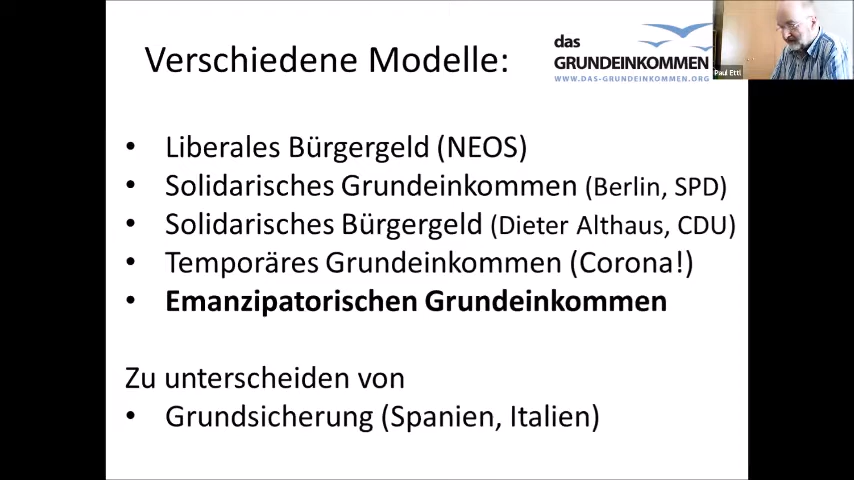 Verschiedene Modelle:
das
GRUNDEINKOMMEN
WWW.DAS-GRUNDEINKOMMEN.ORG
Paul Ettl
• Liberales Bürgergeld (NEOS)
• Solidarisches Grundeinkommen (Berlin, SPD)
• Solidarisches Bürgergeld (Dieter Althaus, CDU)
• Temporäres Grundeinkommen (Corona!)
• Emanzipatorischen Grundeinkommen
Zu unterscheiden von
• Grundsicherung (Spanien, Italien)